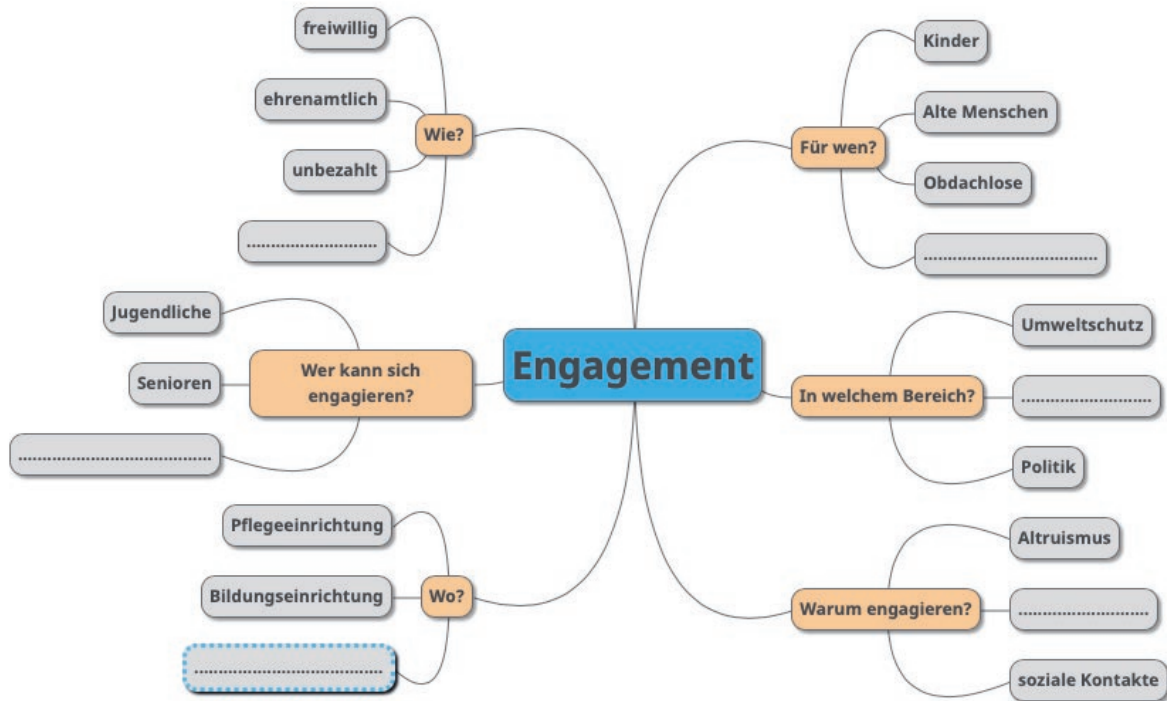 Engagement
Wie?
freiwillig
ehrenamtlich
unbezahlt
...........................
Wer kann sich
engagieren?
Jugendliche
Senioren
........................................
Wo?
Pflegeeinrichtung
Bildungseinrichtung
.......................................
Für wen?
Kinder
Alte Menschen
Obdachlose
....................................
In welchem Bereich?
Umweltschutz
...........................
Politik
Warum engagieren?
Altruismus
...........................
soziale Kontakte